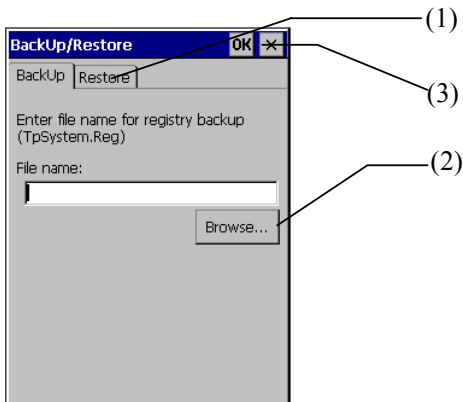 (1)
BackUp/Restore OK ×
(3)
BackUp Restore
Enter file name for registry backup
(TpSystem.Reg)
(2)
File name:
Browse...